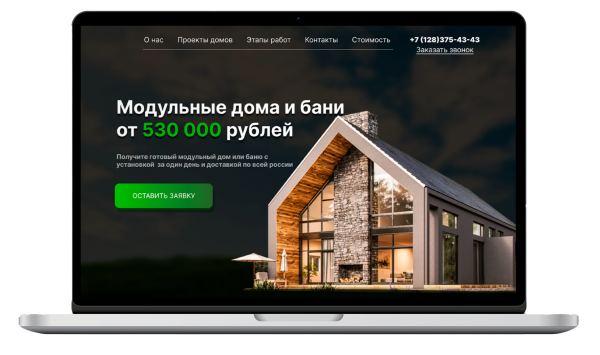 О нас Проекты домов Этапы работ Контакты Стоимость +7 (128)375-43-43
Заказать звонок
Модульные дома и бани
от 530 000 рублей
Получите готовый модульный дом или баню с
установкой за один день и доставкой по всей россии
ОСТАВИТЬ ЗАЯВКУ